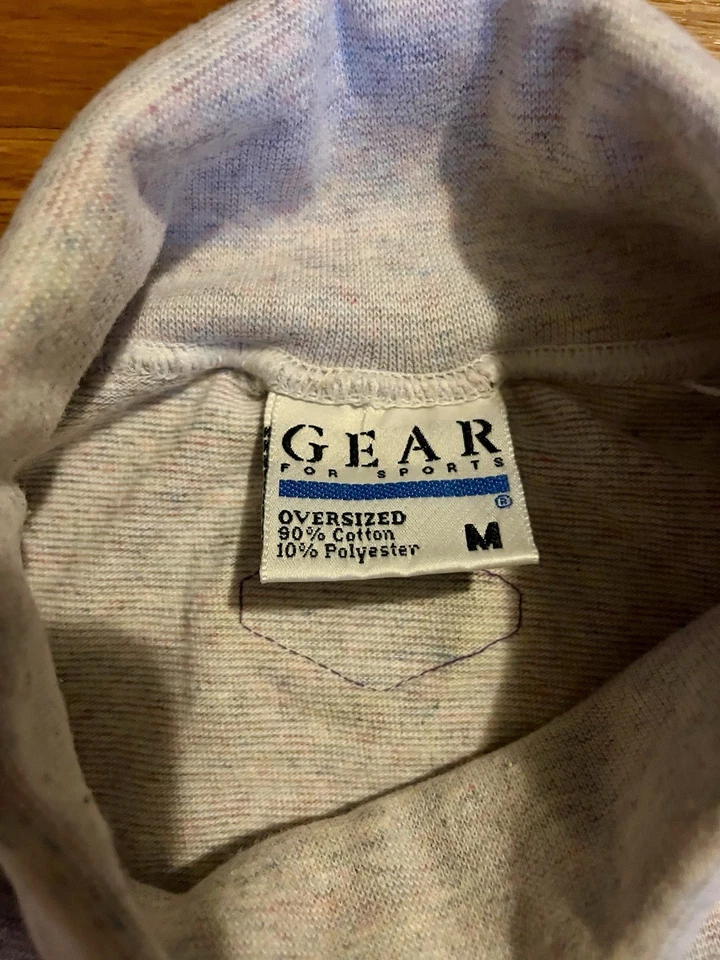 GEAR
FOR SPORTS
®
OVERSIZED
90% Cotton
10% Polyester
M